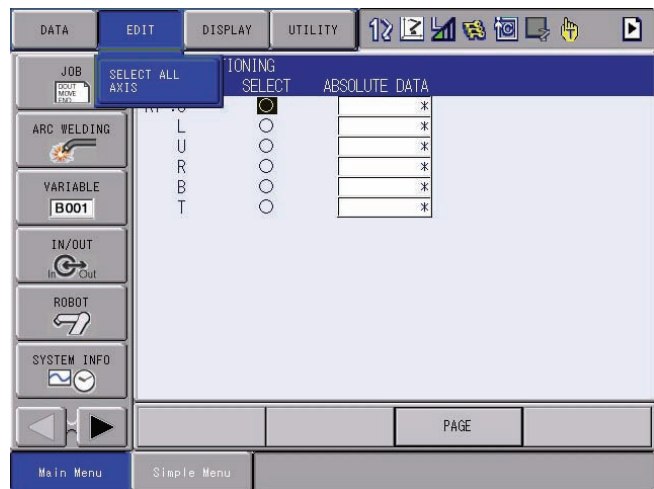 DATA EDIT DISPLAY UTILITY
JOB
DOUT
MOVE
END
SELECT ALL
AXIS
TIONING
SELECT ABSOLUTE DATA
*
L *
U *
R *
B *
T *
ARC WELDING
VARIABLE
B001
IN/OUT
In Out
ROBOT
SYSTEM INFO
PAGE
Main Menu Simple Menu